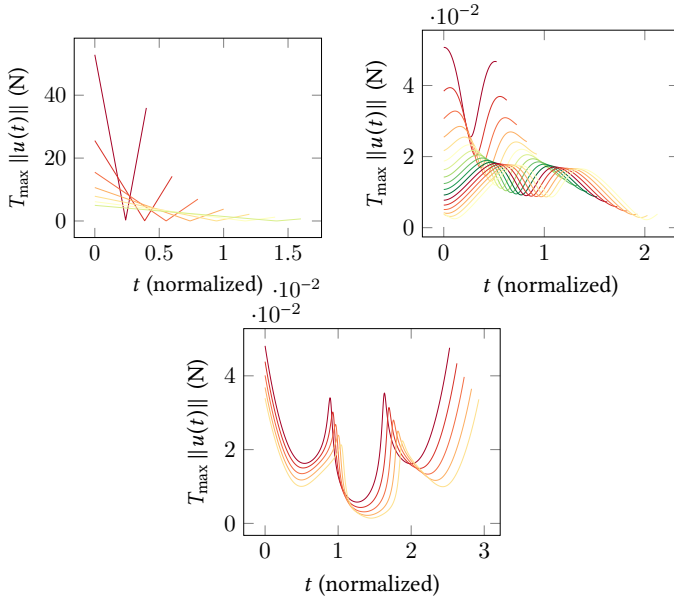 ·10⁻²
T_max ‖u(t)‖ (N)
40
20
0
0 0.5 1 1.5
t (normalized)
·10⁻²
T_max ‖u(t)‖ (N)
4
2
0
0 1 2
t (normalized)
·10⁻²
T_max ‖u(t)‖ (N)
4
2
0
0 1 2 3
t (normalized)